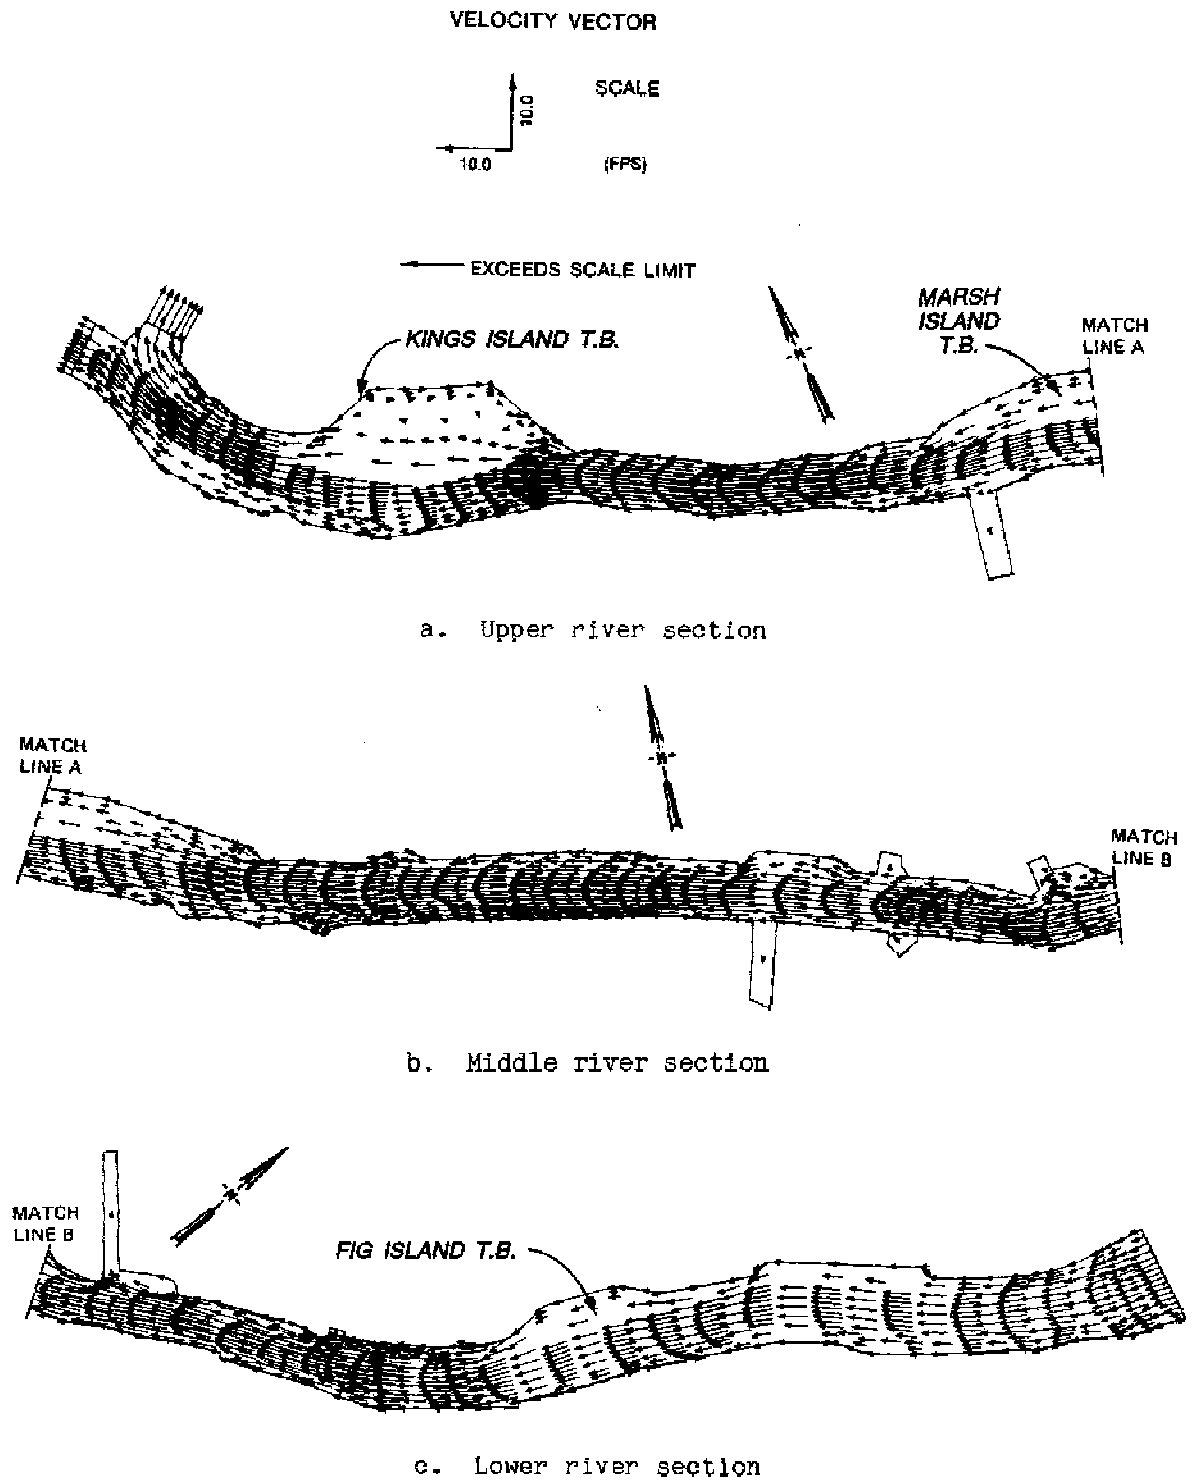 VELOCITY VECTOR
SCALE
10.0
10.0
(FPS)
EXCEEDS SCALE LIMIT
KINGS ISLAND T.B.
MARSH
ISLAND
T.B.
MATCH
LINE A
a. Upper river section
MATCH
LINE A
MATCH
LINE B
b. Middle river section
MATCH
LINE B
FIG ISLAND T.B.
c. Lower river section